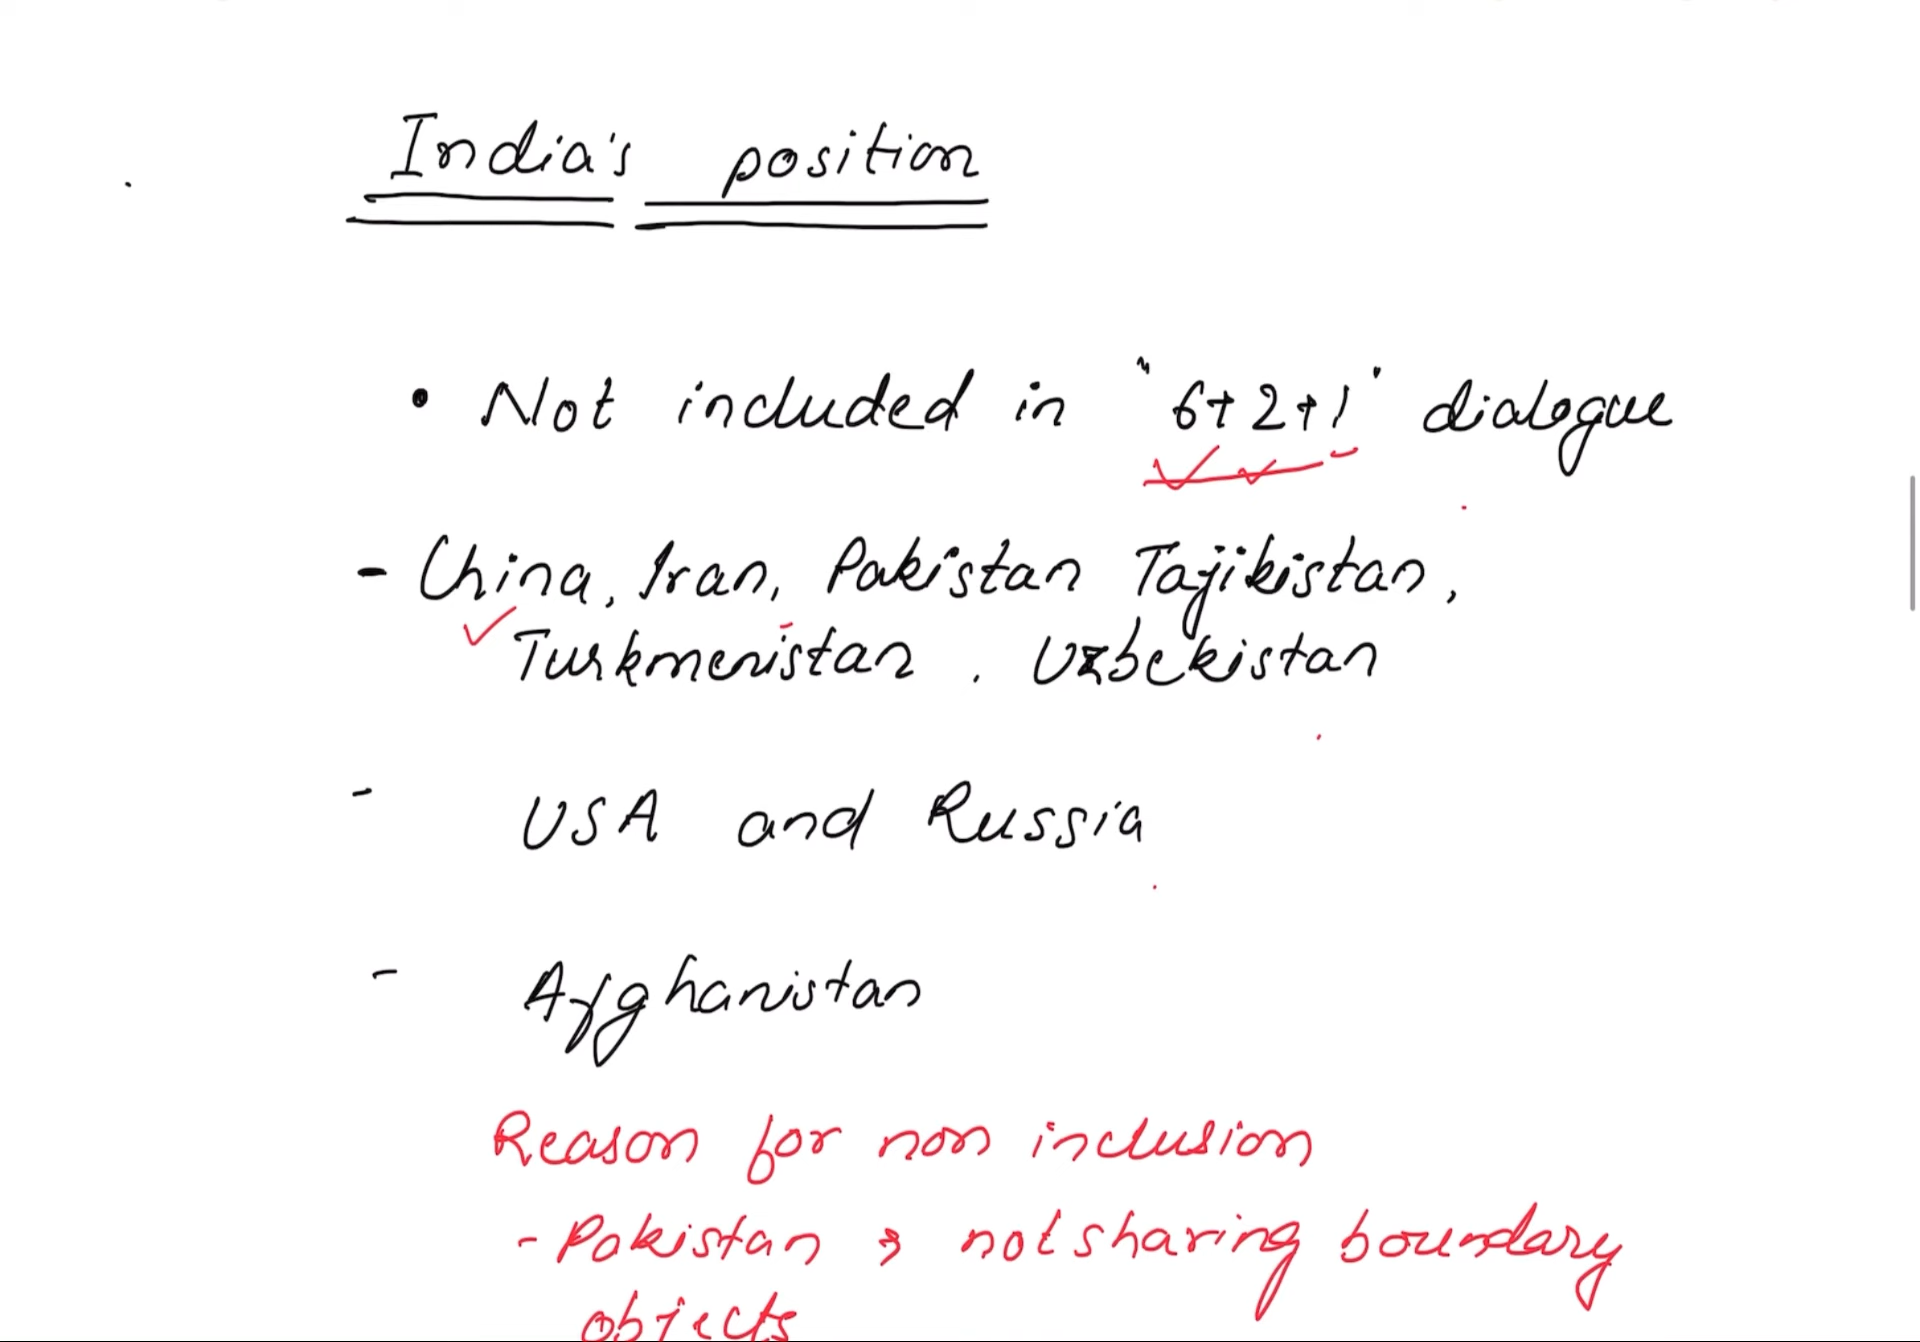 India's position
• Not included in "6+2+1" dialogue
- China, Iran, Pakistan Tajikistan,
Turkmenistan, Uzbekistan
- USA and Russia
- Afghanistan
Reason for non inclusion
- Pakistan → not sharing boundary
objects